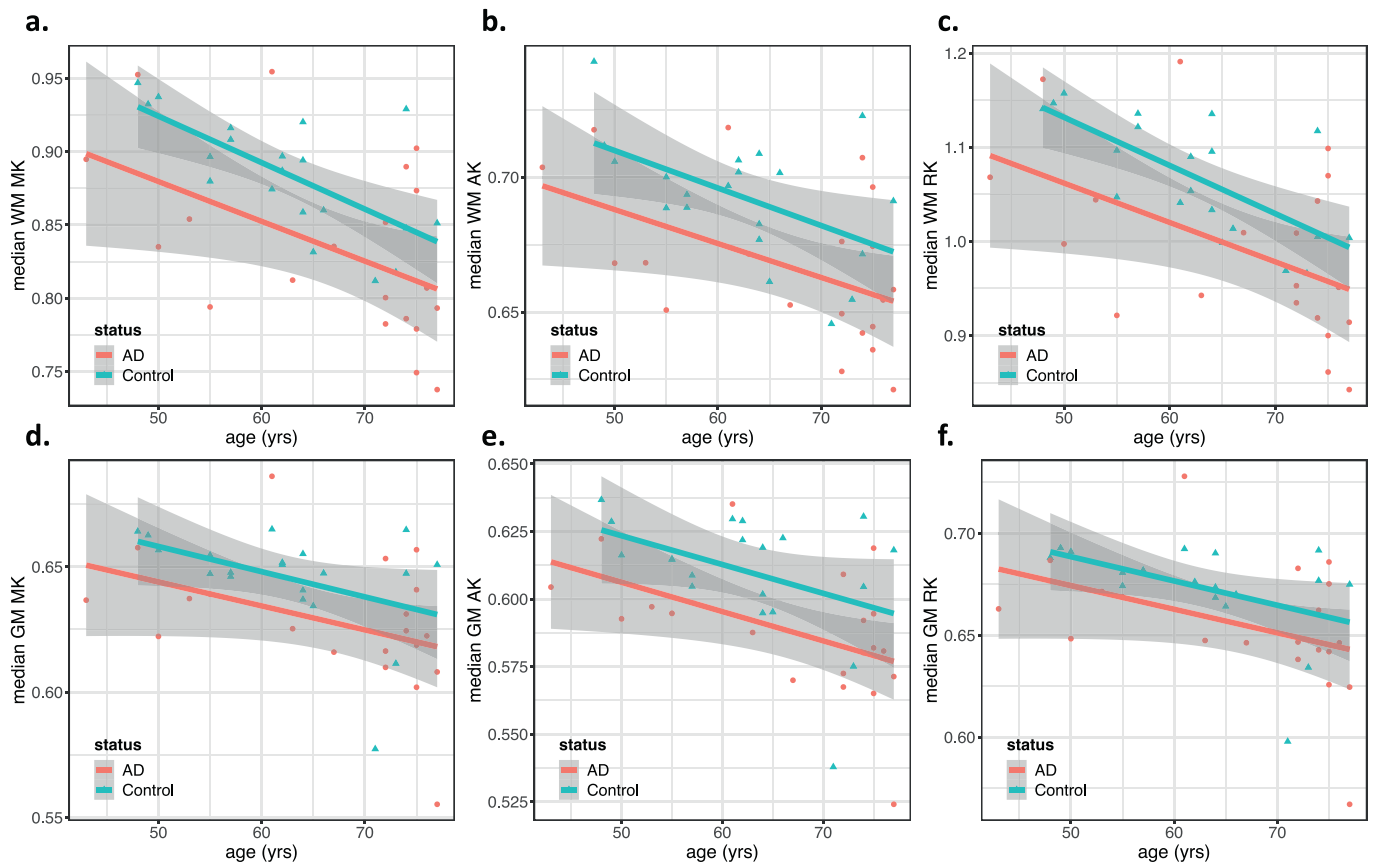 a.
median WM MK
0.95
0.90
0.85
0.80
0.75
status
AD
Control
50
60
70
age (yrs)
b.
median WM AK
0.70
0.65
status
AD
Control
50
60
70
age (yrs)
c.
median WM RK
1.2
1.1
1.0
0.9
status
AD
Control
50
60
70
age (yrs)
d.
median GM MK
0.65
0.60
0.55
status
AD
Control
50
60
70
age (yrs)
e.
median GM AK
0.650
0.625
0.600
0.575
0.550
0.525
status
AD
Control
50
60
70
age (yrs)
f.
median GM RK
0.70
0.65
0.60
status
AD
Control
50
60
70
age (yrs)